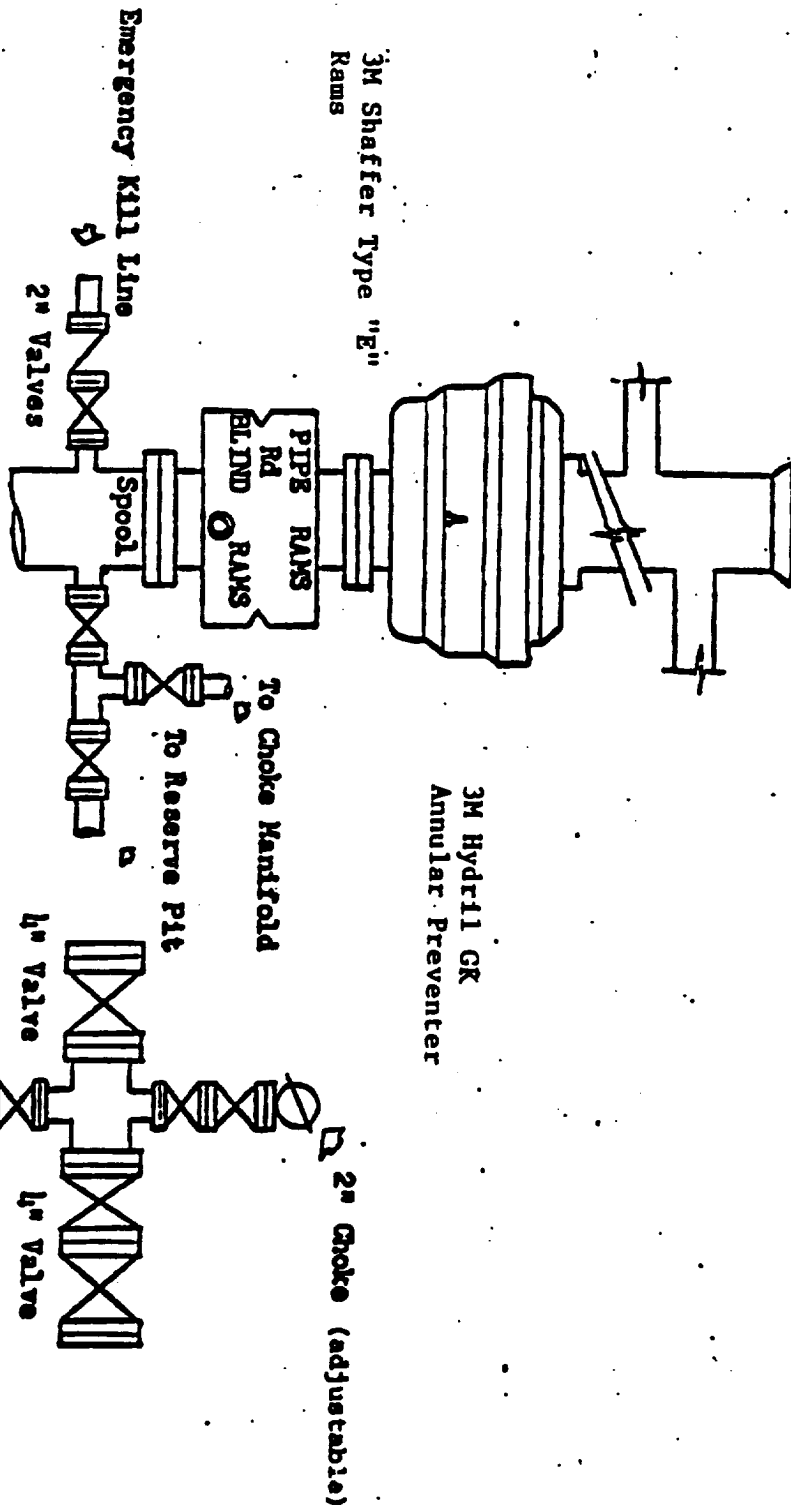 3M Hydril GK
Annular Preventer
3M Shaffer Type "E"
Rams
PIPE RAMS
Rd
BLIND RAMS
Spool
Emergency Kill Line
2" Valves
To Choke Manifold
To Reserve Pit
2" Choke (adjustable)
4" Valve
4" Valve